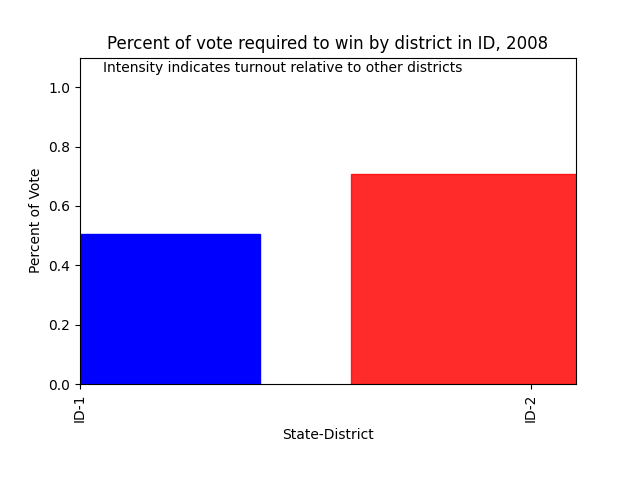 Percent of vote required to win by district in ID, 2008
Intensity indicates turnout relative to other districts
1.0
0.8
0.6
0.4
0.2
0.0
Percent of Vote
ID-1
ID-2
State-District